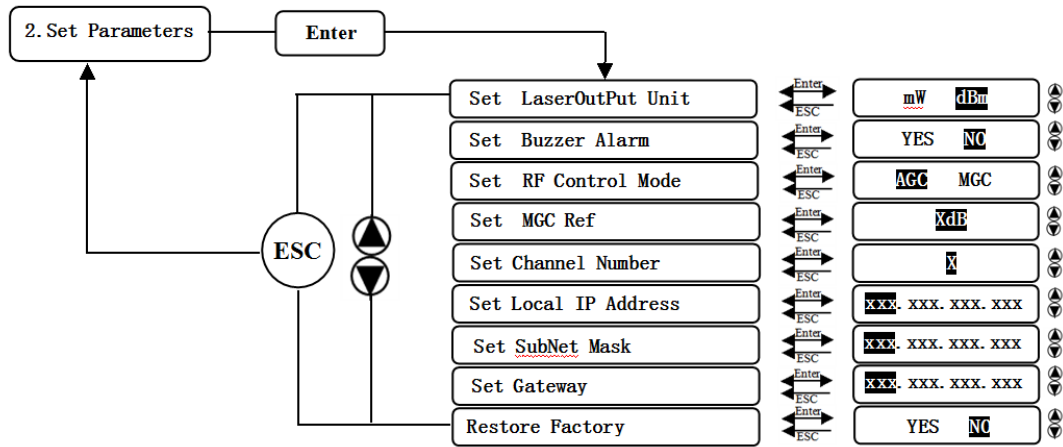 2.Set Parameters
Enter
Set LaserOutPut Unit
Enter
ESC
mW dBm
Set Buzzer Alarm
Enter
ESC
YES NO
Set RF Control Mode
Enter
ESC
AGC MGC
Set MGC Ref
Enter
ESC
XdB
ESC
Set Channel Number
Enter
ESC
X
Set Local IP Address
Enter
ESC
xxx. xxx. xxx. xxx
Set SubNet Mask
Enter
ESC
xxx. xxx. xxx. xxx
Set Gateway
Enter
ESC
xxx. xxx. xxx. xxx
Restore Factory
Enter
ESC
YES NO